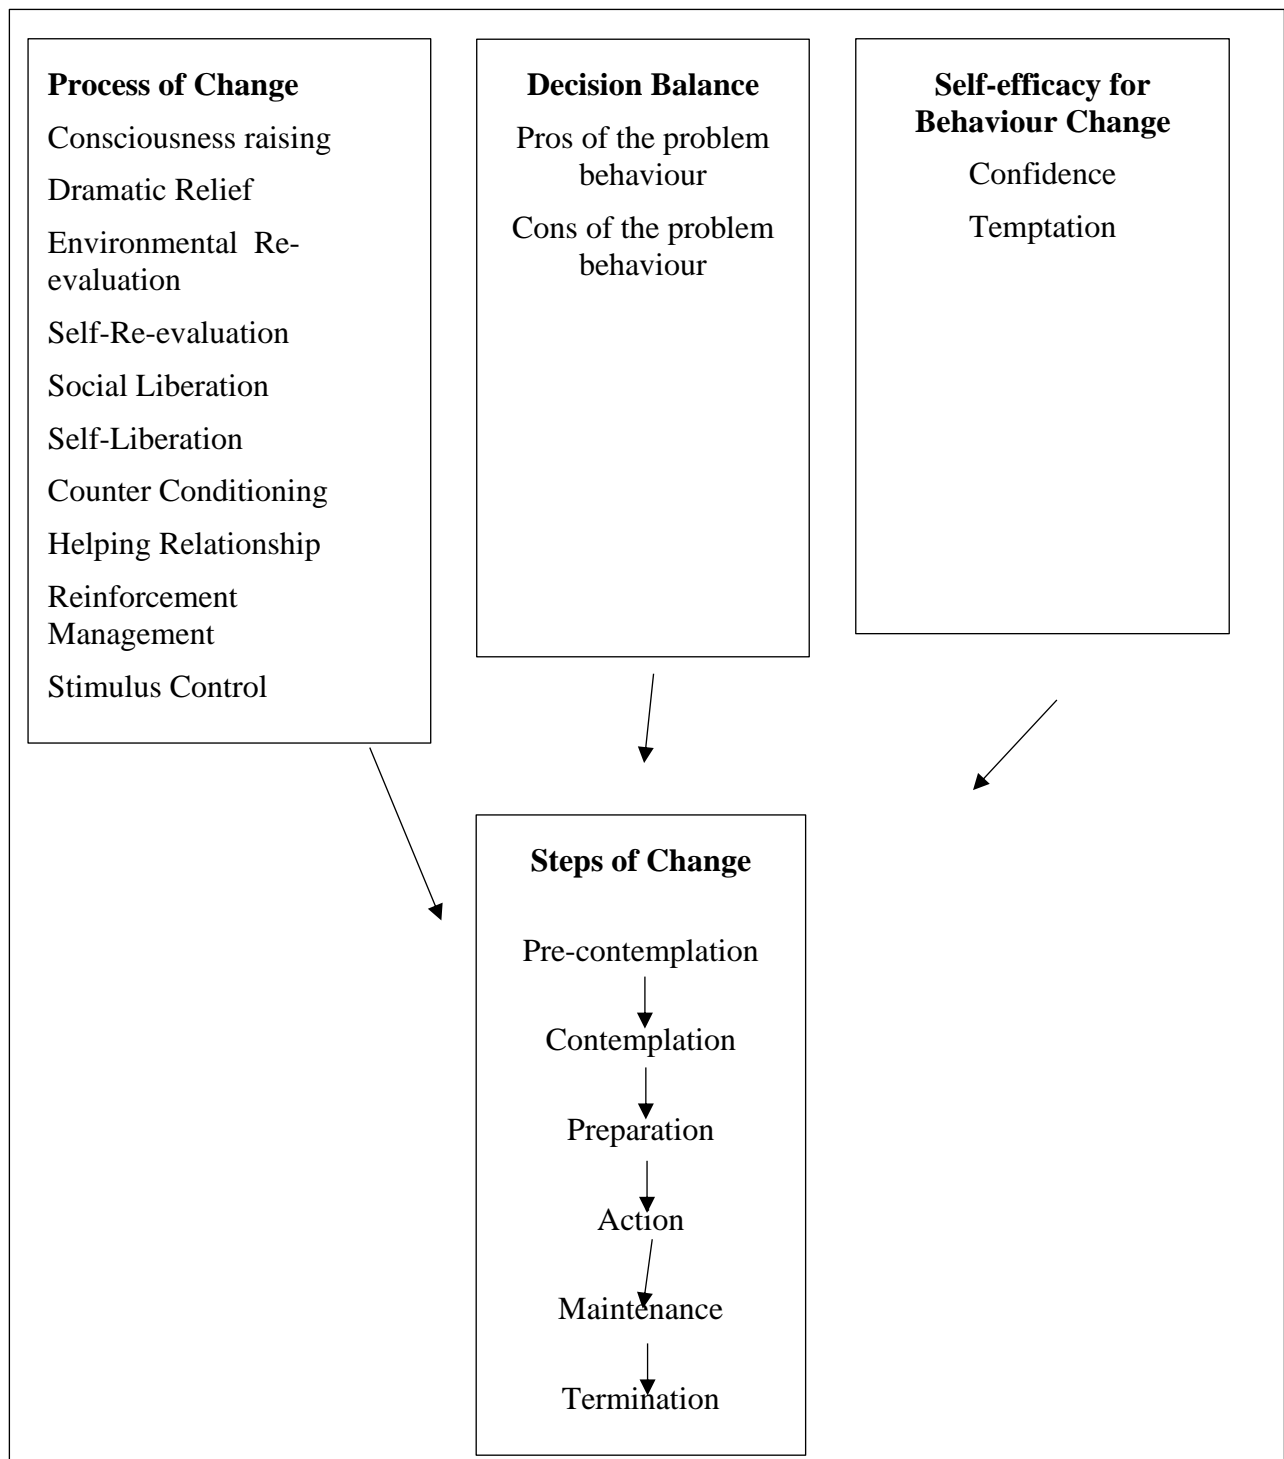 Process of Change
Consciousness raising
Dramatic Relief
Environmental  Re-
evaluation
Self-Re-evaluation
Social Liberation
Self-Liberation
Counter Conditioning
Helping Relationship
Reinforcement
Management
Stimulus Control
Decision Balance
Pros of the problem
behaviour
Cons of the problem
behaviour
Self-efficacy for
Behaviour Change
Confidence
Temptation
Steps of Change
Pre-contemplation
Contemplation
Preparation
Action
Maintenance
Termination